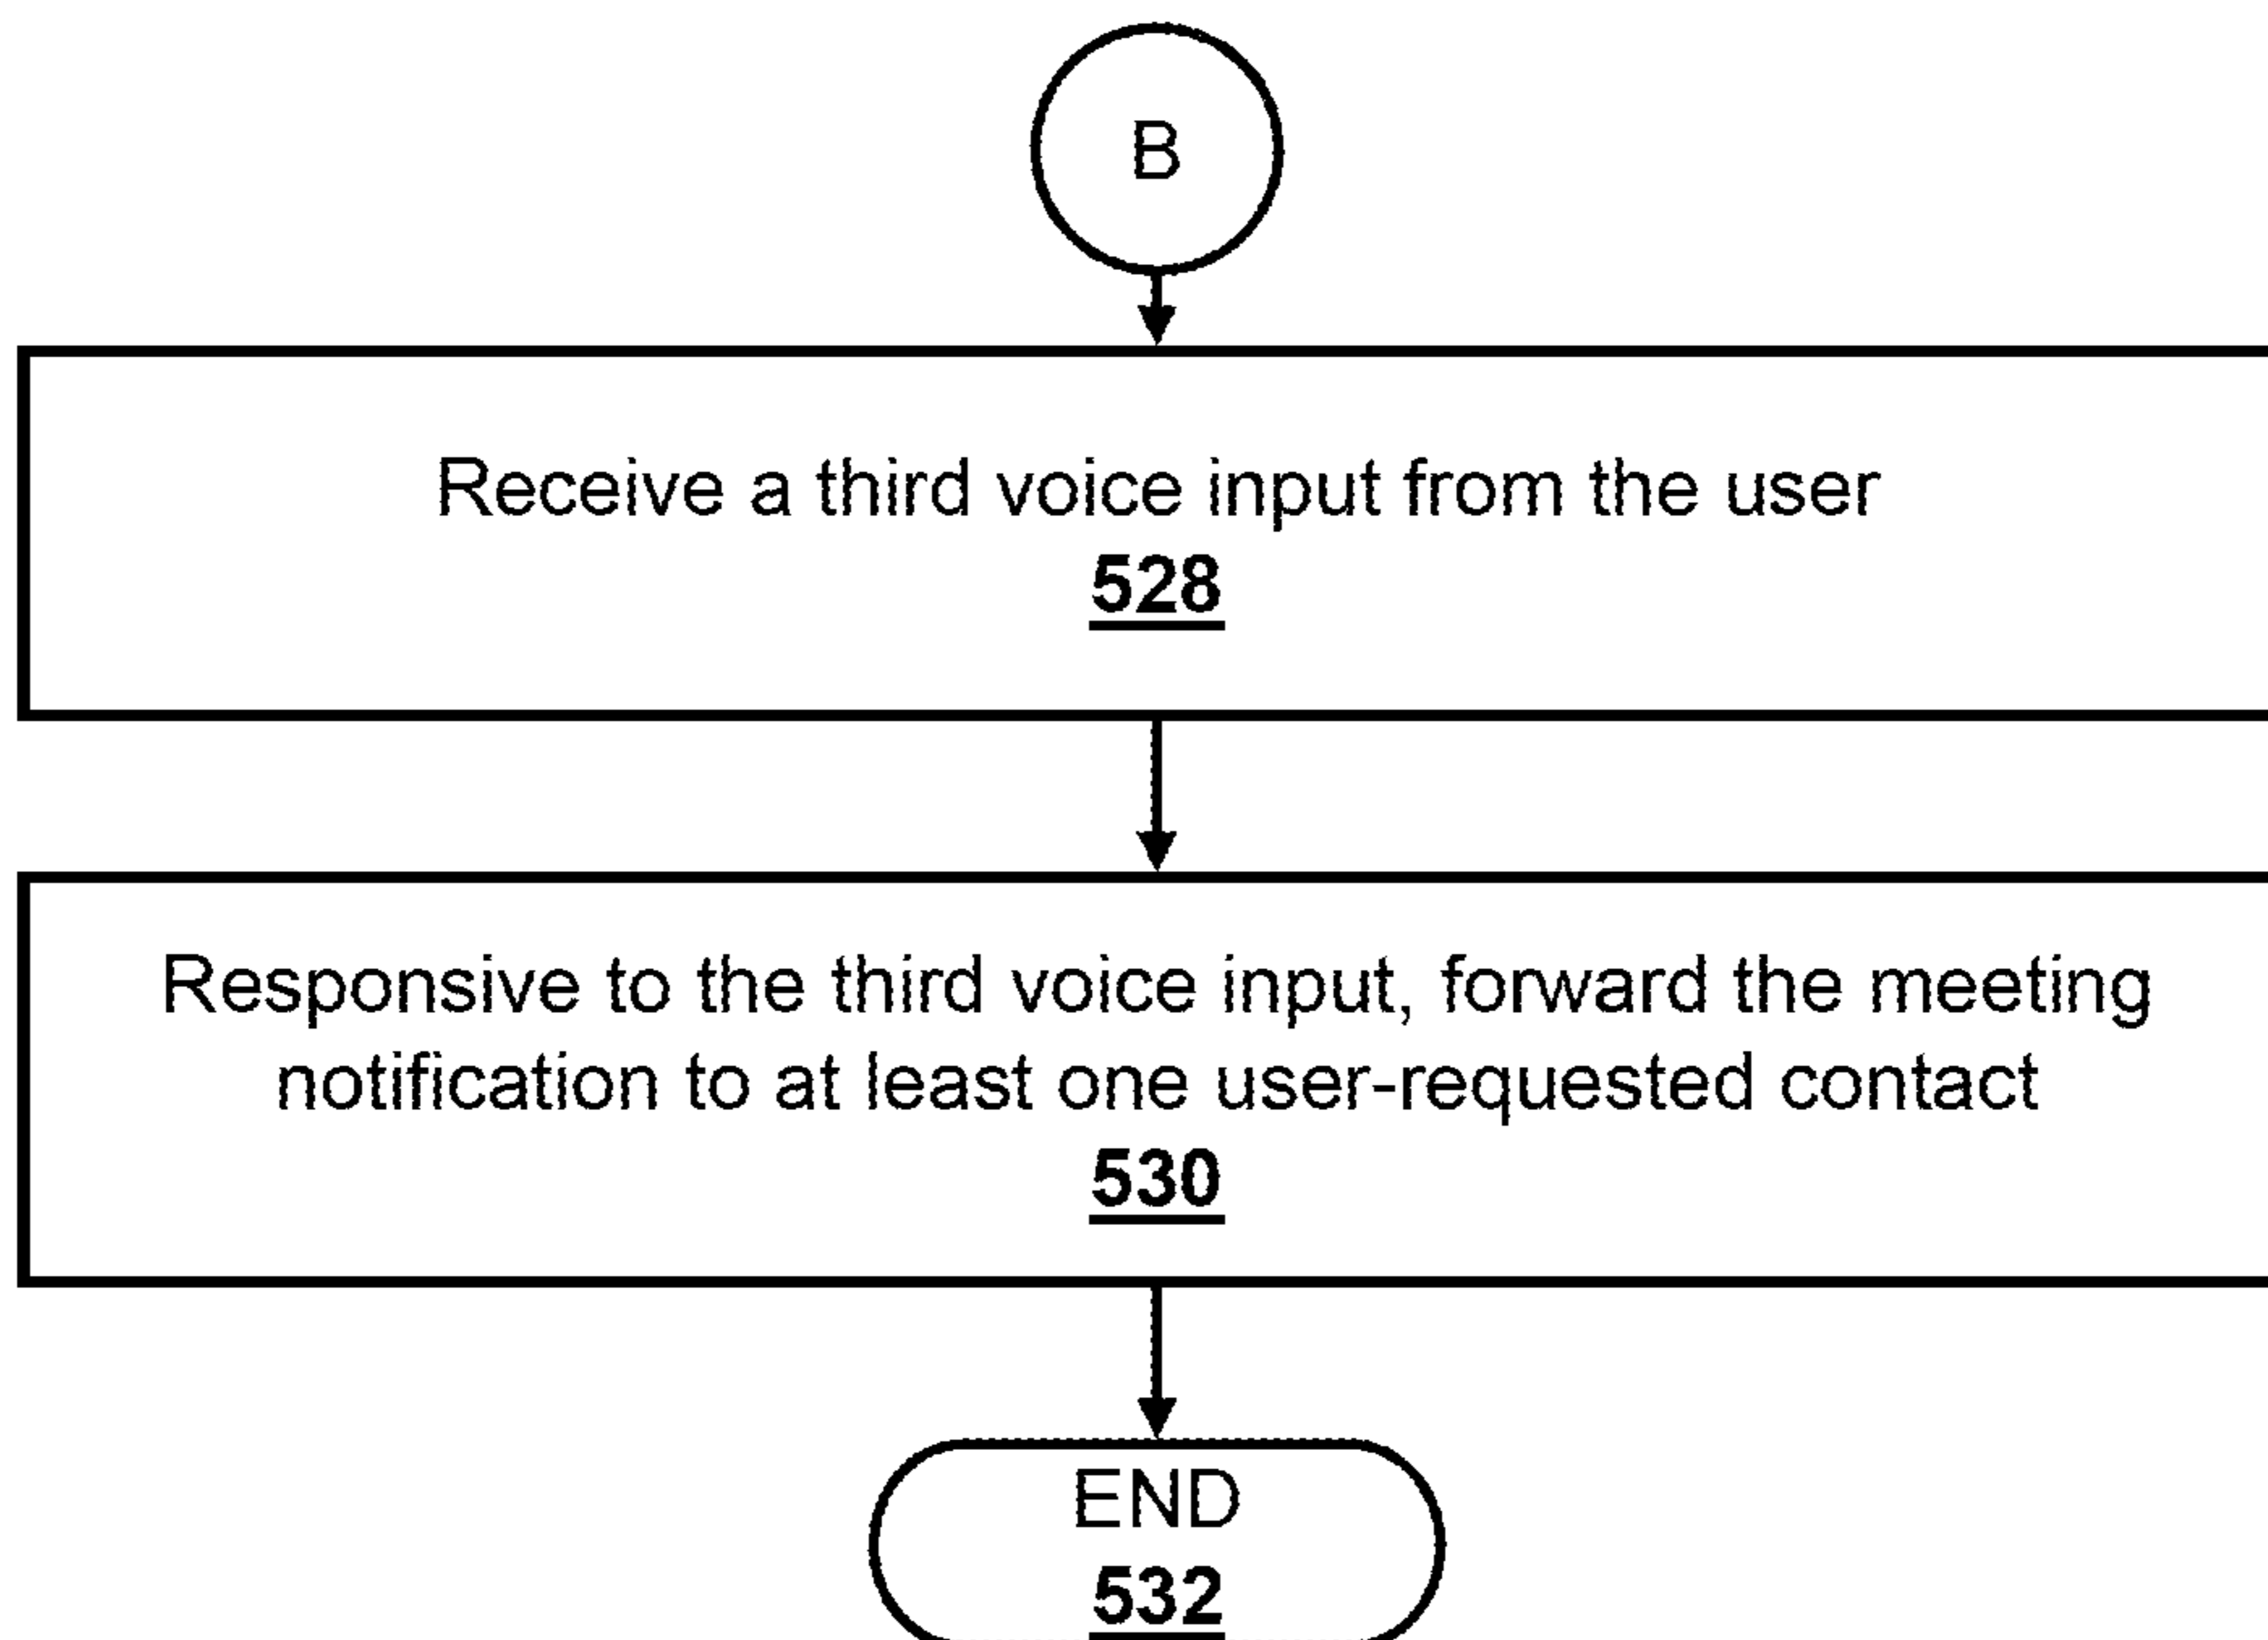 B
Receive a third voice input from the user
528
Responsive to the third voice input, forward the meeting
notification to at least one user-requested contact
530
END
532